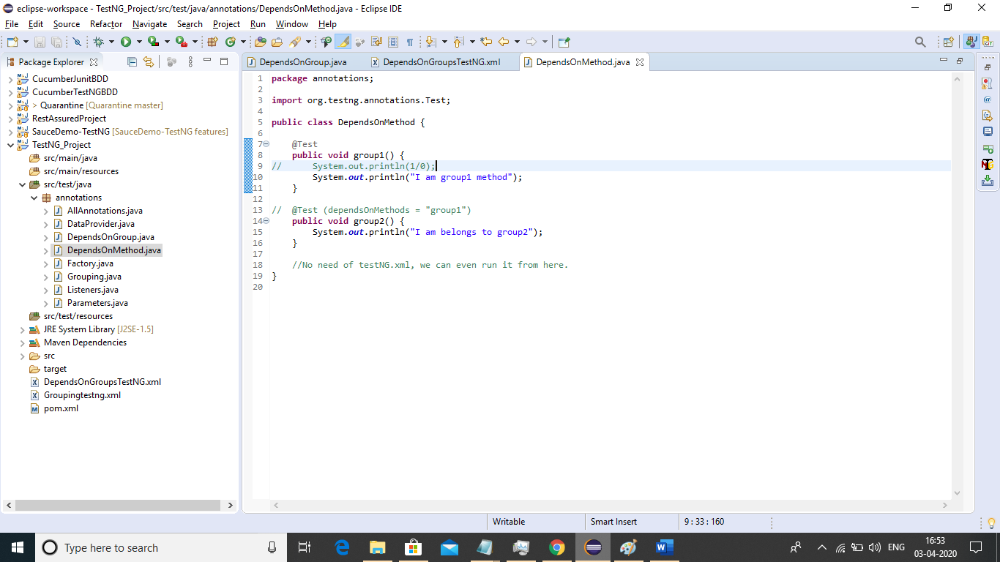 eclipse-workspace - TestNG_Project/src/test/java/annotations/DependsOnMethod.java - Eclipse IDE
File Edit Source Refactor Navigate Search Project Run Window Help
Package Explorer
CucumberJunitBDD
CucumberTestNGBDD
> Quarantine [Quarantine master]
RestAssuredProject
SauceDemo-TestNG [SauceDemo-TestNG features]
TestNG_Project
src/main/java
src/main/resources
src/test/java
annotations
AllAnnotations.java
DataProvider.java
DependsOnGroup.java
DependsOnMethod.java
Factory.java
Grouping.java
Listeners.java
Parameters.java
src/test/resources
JRE System Library [J2SE-1.5]
Maven Dependencies
src
target
DependsOnGroupsTestNG.xml
Groupingtestng.xml
pom.xml
DependsOnGroup.java DependsOnGroupsTestNG.xml DependsOnMethod.java
1 package annotations;
2
3 import org.testng.annotations.Test;
4
5 public class DependsOnMethod {
6
7 @Test
8 public void group1() {
9 // System.out.println(1/0);
10 System.out.println("I am group1 method");
11 }
12
13 // @Test (dependsOnMethods = "group1")
14 public void group2() {
15 System.out.println("I am belongs to group2");
16 }
17
18 //No need of testNG.xml, we can even run it from here.
19 }
20
Writable Smart Insert 9 : 33 : 160
Type here to search
ENG
16:53
03-04-2020